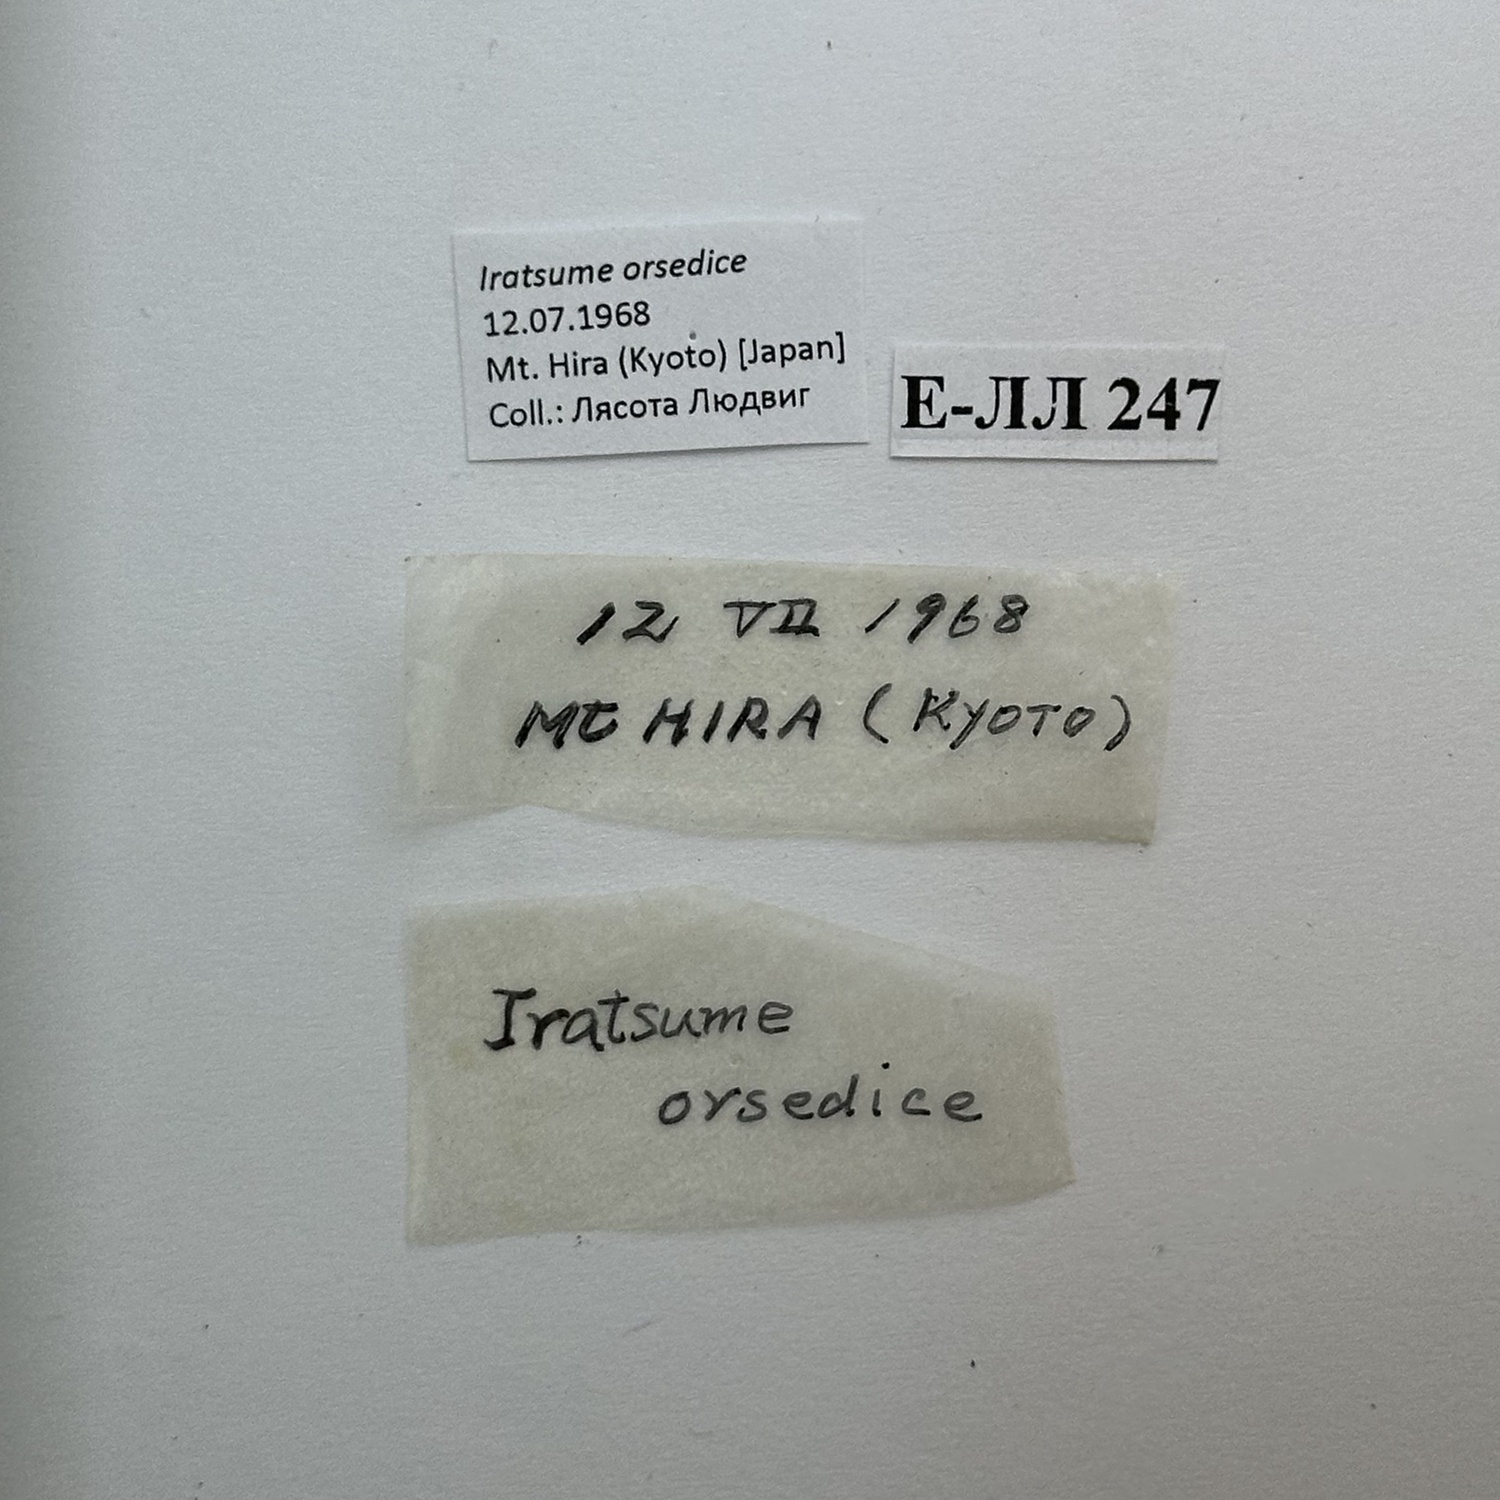 Iratsume orsedice
12.07.1968
Mt. Hira (Kyoto) [Japan]
Coll.: Лясота Людвиг
Е-ЛЛ 247
12 VII 1968
Mt HIRA (KYOTO)
Iratsume
orsedice